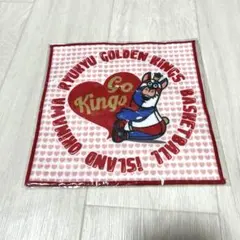 RYUKYU GOLDEN KINGS
BASKETBALL ISLAND OKINAWA
Go
Kings